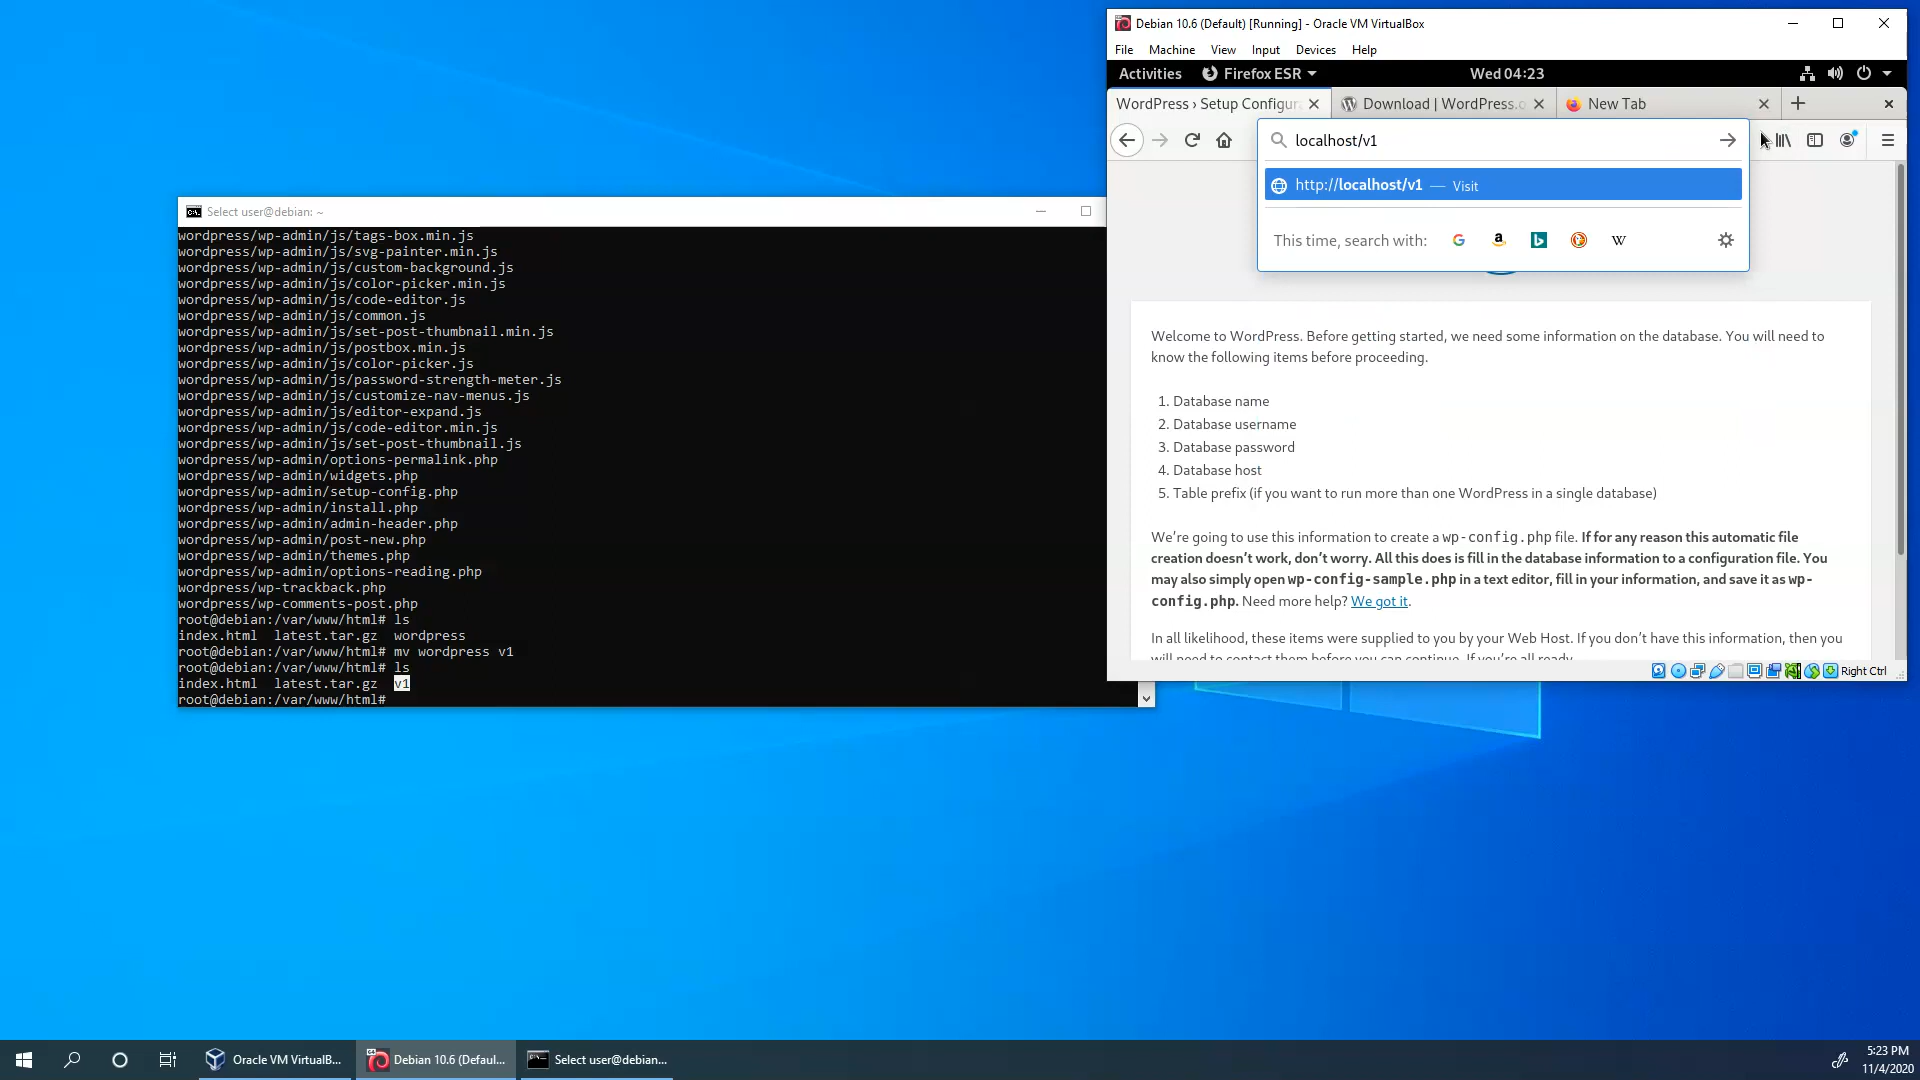 Debian 10.6 (Default) [Running] - Oracle VM VirtualBox
File Machine View Input Devices Help
Activities Firefox ESR Wed 04:23
WordPress › Setup Configura Download | WordPress.o New Tab
localhost/v1
http://localhost/v1 — Visit
This time, search with:
Welcome to WordPress. Before getting started, we need some information on the database. You will need to
know the following items before proceeding.
1. Database name
2. Database username
3. Database password
4. Database host
5. Table prefix (if you want to run more than one WordPress in a single database)
We’re going to use this information to create a wp-config.php file. If for any reason this automatic file
creation doesn’t work, don’t worry. All this does is fill in the database information to a configuration file. You
may also simply open wp-config-sample.php in a text editor, fill in your information, and save it as wp-
config.php. Need more help? We got it.
In all likelihood, these items were supplied to you by your Web Host. If you don’t have this information, then you
will need to contact them before you can continue. If you’re all ready
Right Ctrl
Select user@debian: ~
wordpress/wp-admin/js/tags-box.min.js
wordpress/wp-admin/js/svg-painter.min.js
wordpress/wp-admin/js/custom-background.js
wordpress/wp-admin/js/color-picker.min.js
wordpress/wp-admin/js/code-editor.js
wordpress/wp-admin/js/common.js
wordpress/wp-admin/js/set-post-thumbnail.min.js
wordpress/wp-admin/js/postbox.min.js
wordpress/wp-admin/js/color-picker.js
wordpress/wp-admin/js/password-strength-meter.js
wordpress/wp-admin/js/customize-nav-menus.js
wordpress/wp-admin/js/editor-expand.js
wordpress/wp-admin/js/code-editor.min.js
wordpress/wp-admin/js/set-post-thumbnail.js
wordpress/wp-admin/options-permalink.php
wordpress/wp-admin/widgets.php
wordpress/wp-admin/setup-config.php
wordpress/wp-admin/install.php
wordpress/wp-admin/admin-header.php
wordpress/wp-admin/post-new.php
wordpress/wp-admin/themes.php
wordpress/wp-admin/options-reading.php
wordpress/wp-trackback.php
wordpress/wp-comments-post.php
root@debian:/var/www/html# ls
index.html latest.tar.gz wordpress
root@debian:/var/www/html# mv wordpress v1
root@debian:/var/www/html# ls
index.html latest.tar.gz v1
root@debian:/var/www/html#
Oracle VM VirtualB... Debian 10.6 (Defaul... Select user@debian...
5:23 PM
11/4/2020